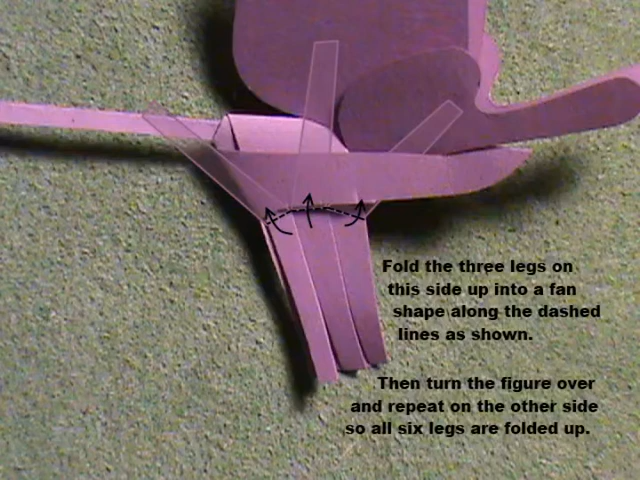 Fold the three legs on
this side up into a fan
shape along the dashed
lines as shown.
Then turn the figure over
and repeat on the other side
so all six legs are folded up.